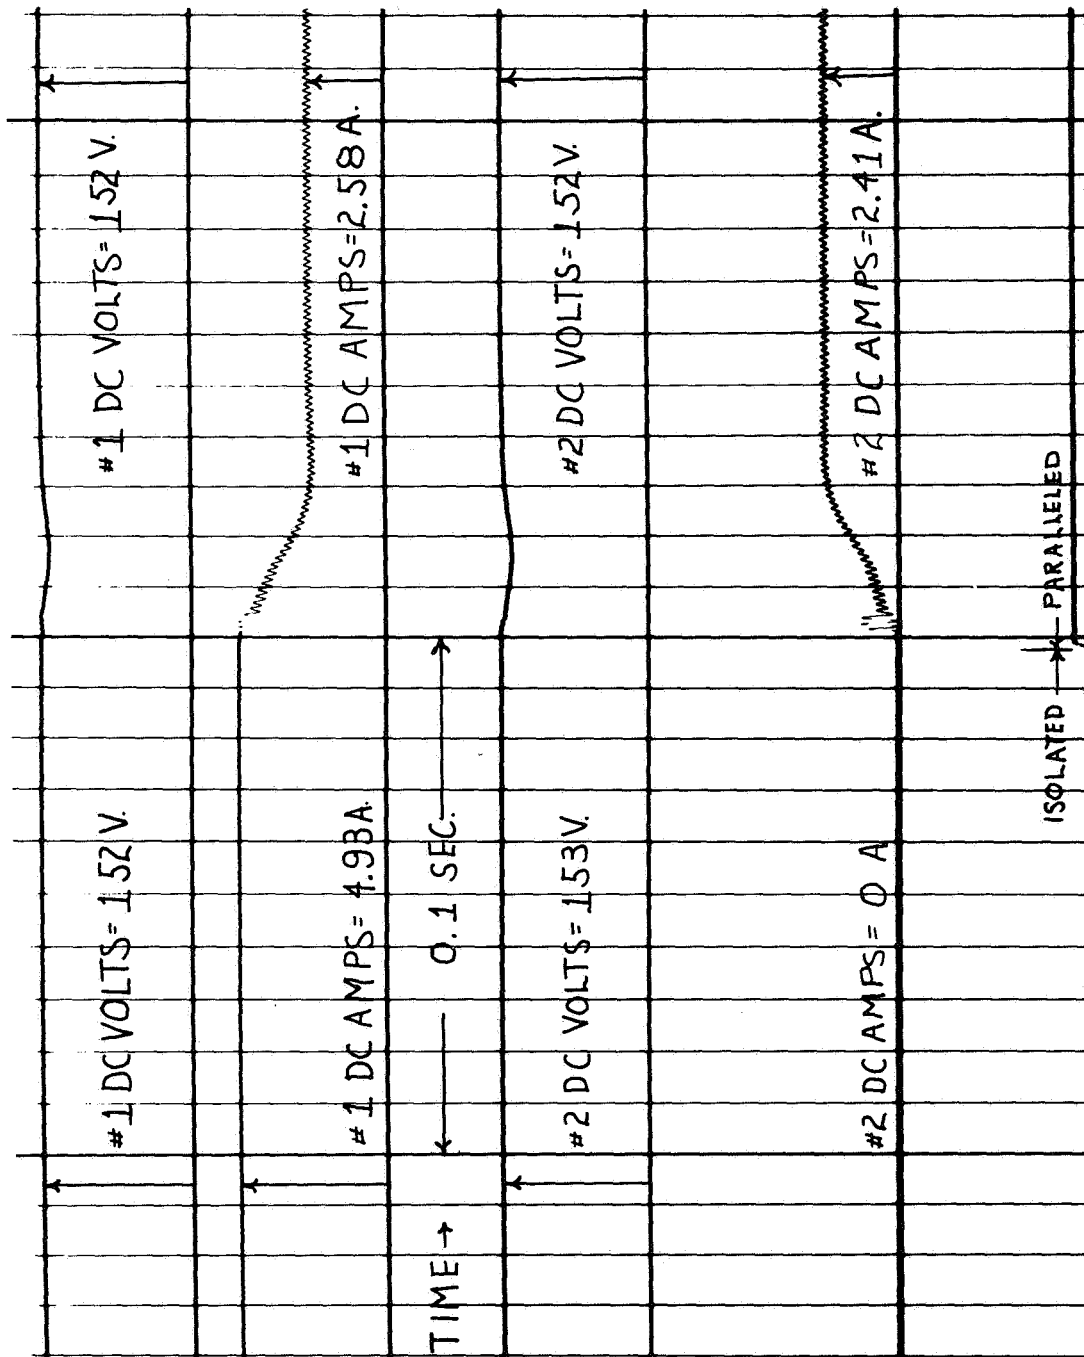 #1 DC VOLTS= 152 V.
#1 DC VOLTS= 152 V.
#1 DC AMPS= 4.93A.
#1 DC AMPS=2.58A.
TIME→
0.1 SEC.
#2 DC VOLTS= 153V.
#2 DC VOLTS= 152V.
#2 DC AMPS= 0 A
#2 DC AMPS=2.41A.
ISOLATED
PARALLELED